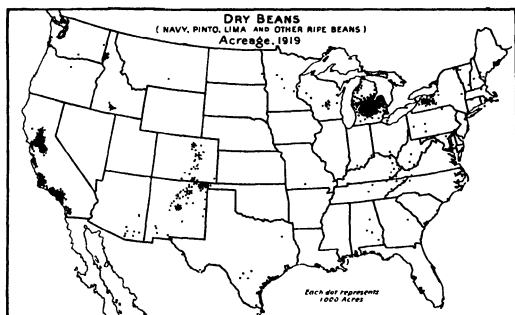 DRY BEANS
( NAVY, PINTO, LIMA AND OTHER RIPE BEANS )
Acreage, 1919
Each dot represents
1000 Acres